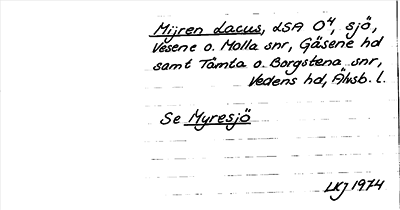 Mijren Lacus, LSA O4, sjö,
Vesene o. Molla snr, Gäsene hd
samt Tämta o. Borgstena snr,
Vedens hd, Älvsb. l.
Se Myresjö
LKJ 1974